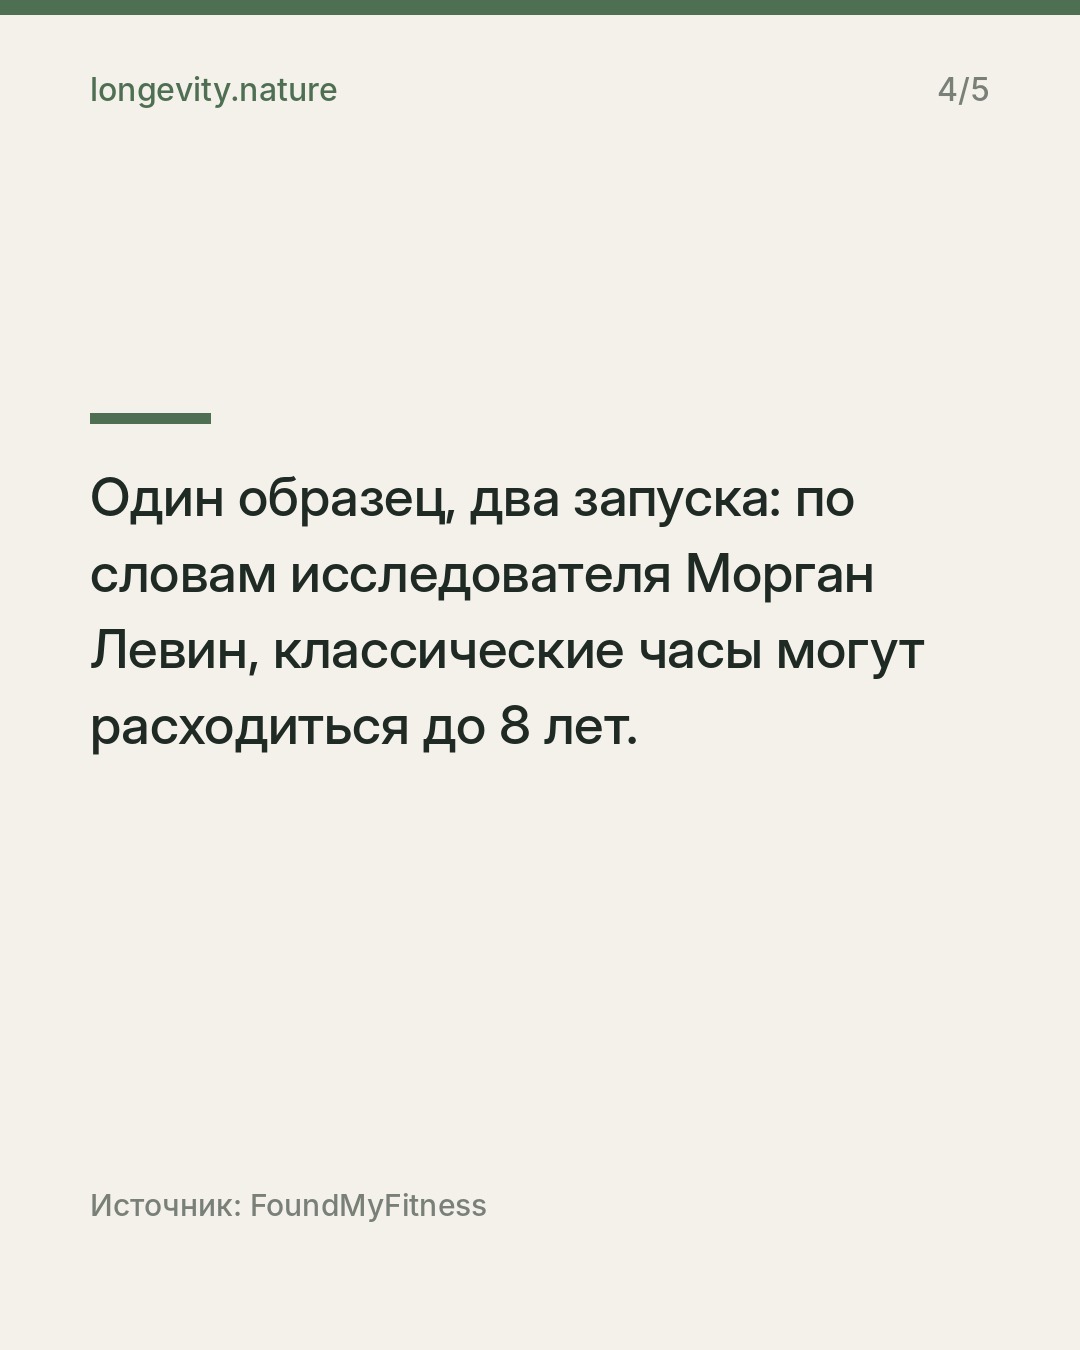 longevity.nature
4/5
Один образец, два запуска: по
словам исследователя Морган
Левин, классические часы могут
расходиться до 8 лет.
Источник: FoundMyFitness